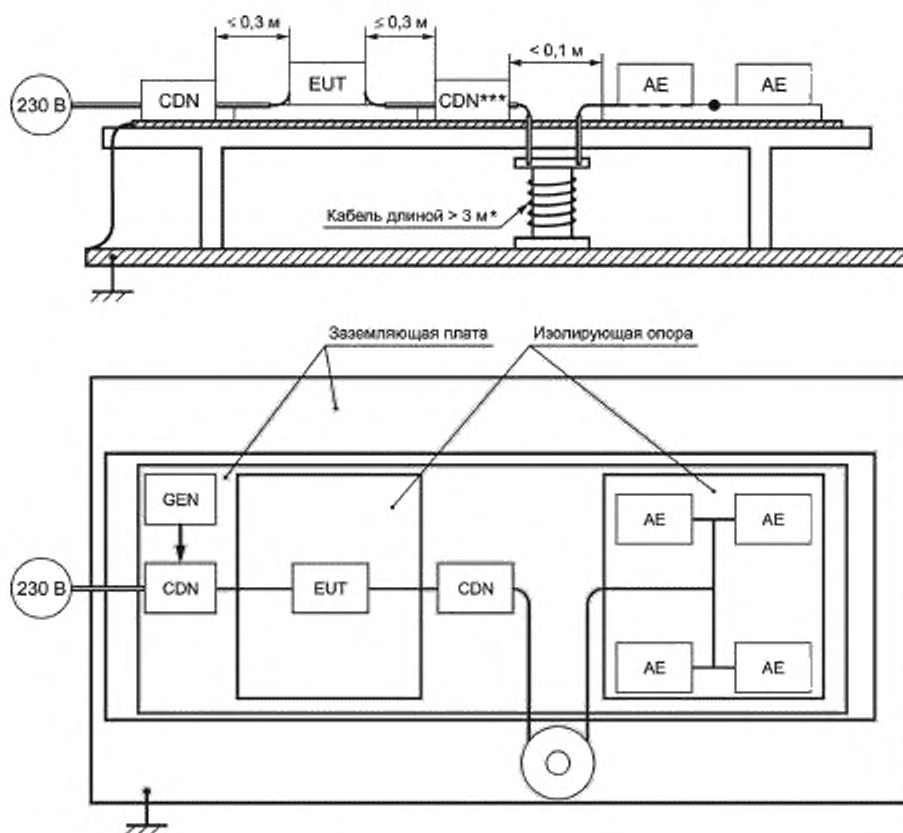 ≤ 0,3 м
≤ 0,3 м
< 0,1 м
230 В
CDN
EUT
CDN***
AE
AE
Кабель длиной > 3 м*
Заземляющая плата
Изолирующая опора
GEN
AE
AE
230 В
CDN
EUT
CDN
AE
AE